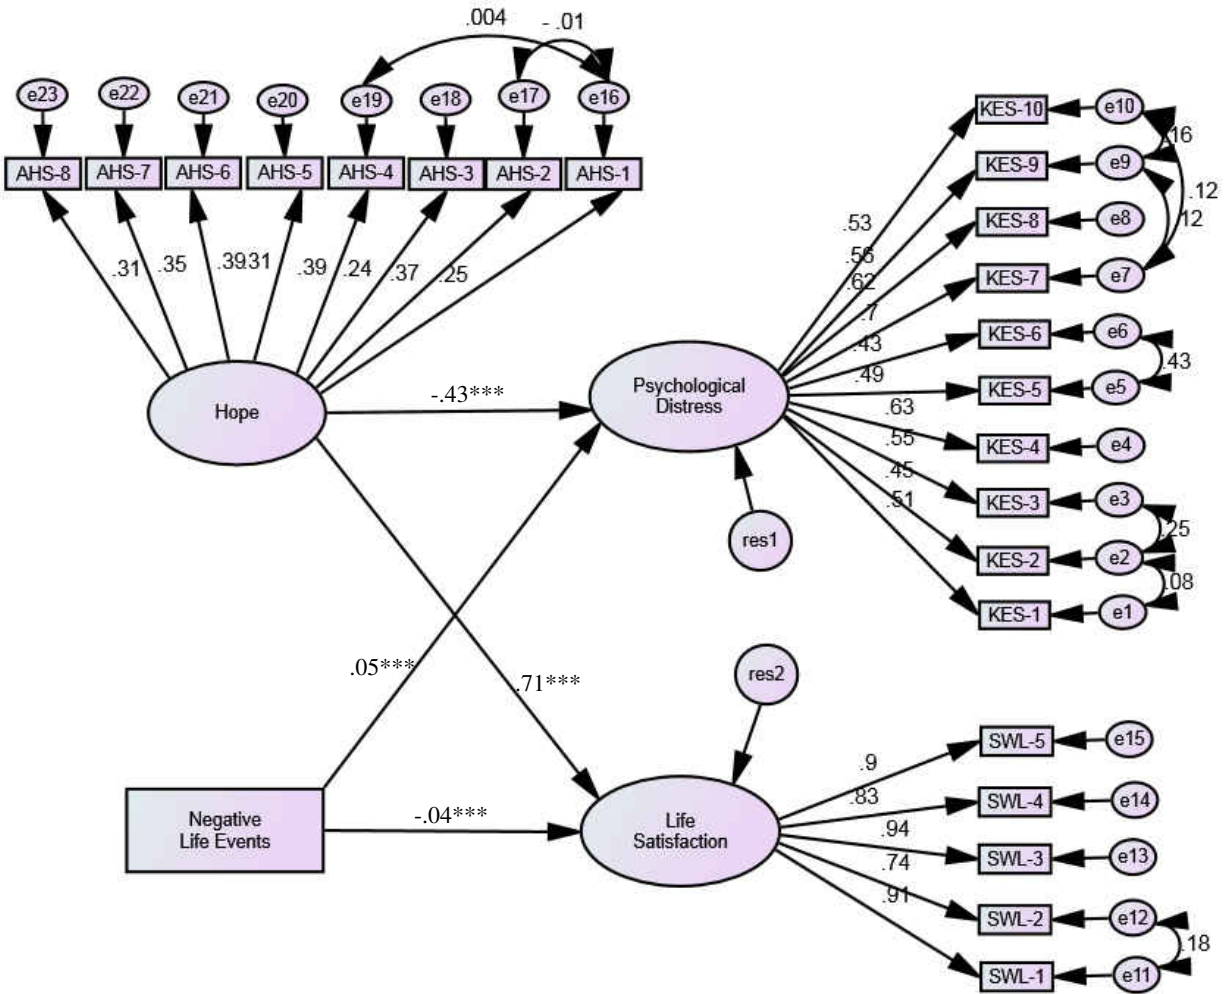 .004
- .01
e23
e22
e21
e20
e19
e18
e17
e16
AHS-8
AHS-7
AHS-6
AHS-5
AHS-4
AHS-3
AHS-2
AHS-1
.31
.35
.39
31
.39
.24
.37
.25
Hope
-.43***
.05***
.71***
Negative
Life Events
-.04***
Psychological
Distress
res1
res2
Life
Satisfaction
.53
.56
.62
.7
.43
.49
.63
.55
.45
.51
KES-10
e10
KES-9
e9
KES-8
e8
KES-7
e7
KES-6
e6
KES-5
e5
KES-4
e4
KES-3
e3
KES-2
e2
KES-1
e1
.16
.12
.12
.43
.25
.08
.9
.83
.94
.74
.91
SWL-5
e15
SWL-4
e14
SWL-3
e13
SWL-2
e12
SWL-1
e11
.18